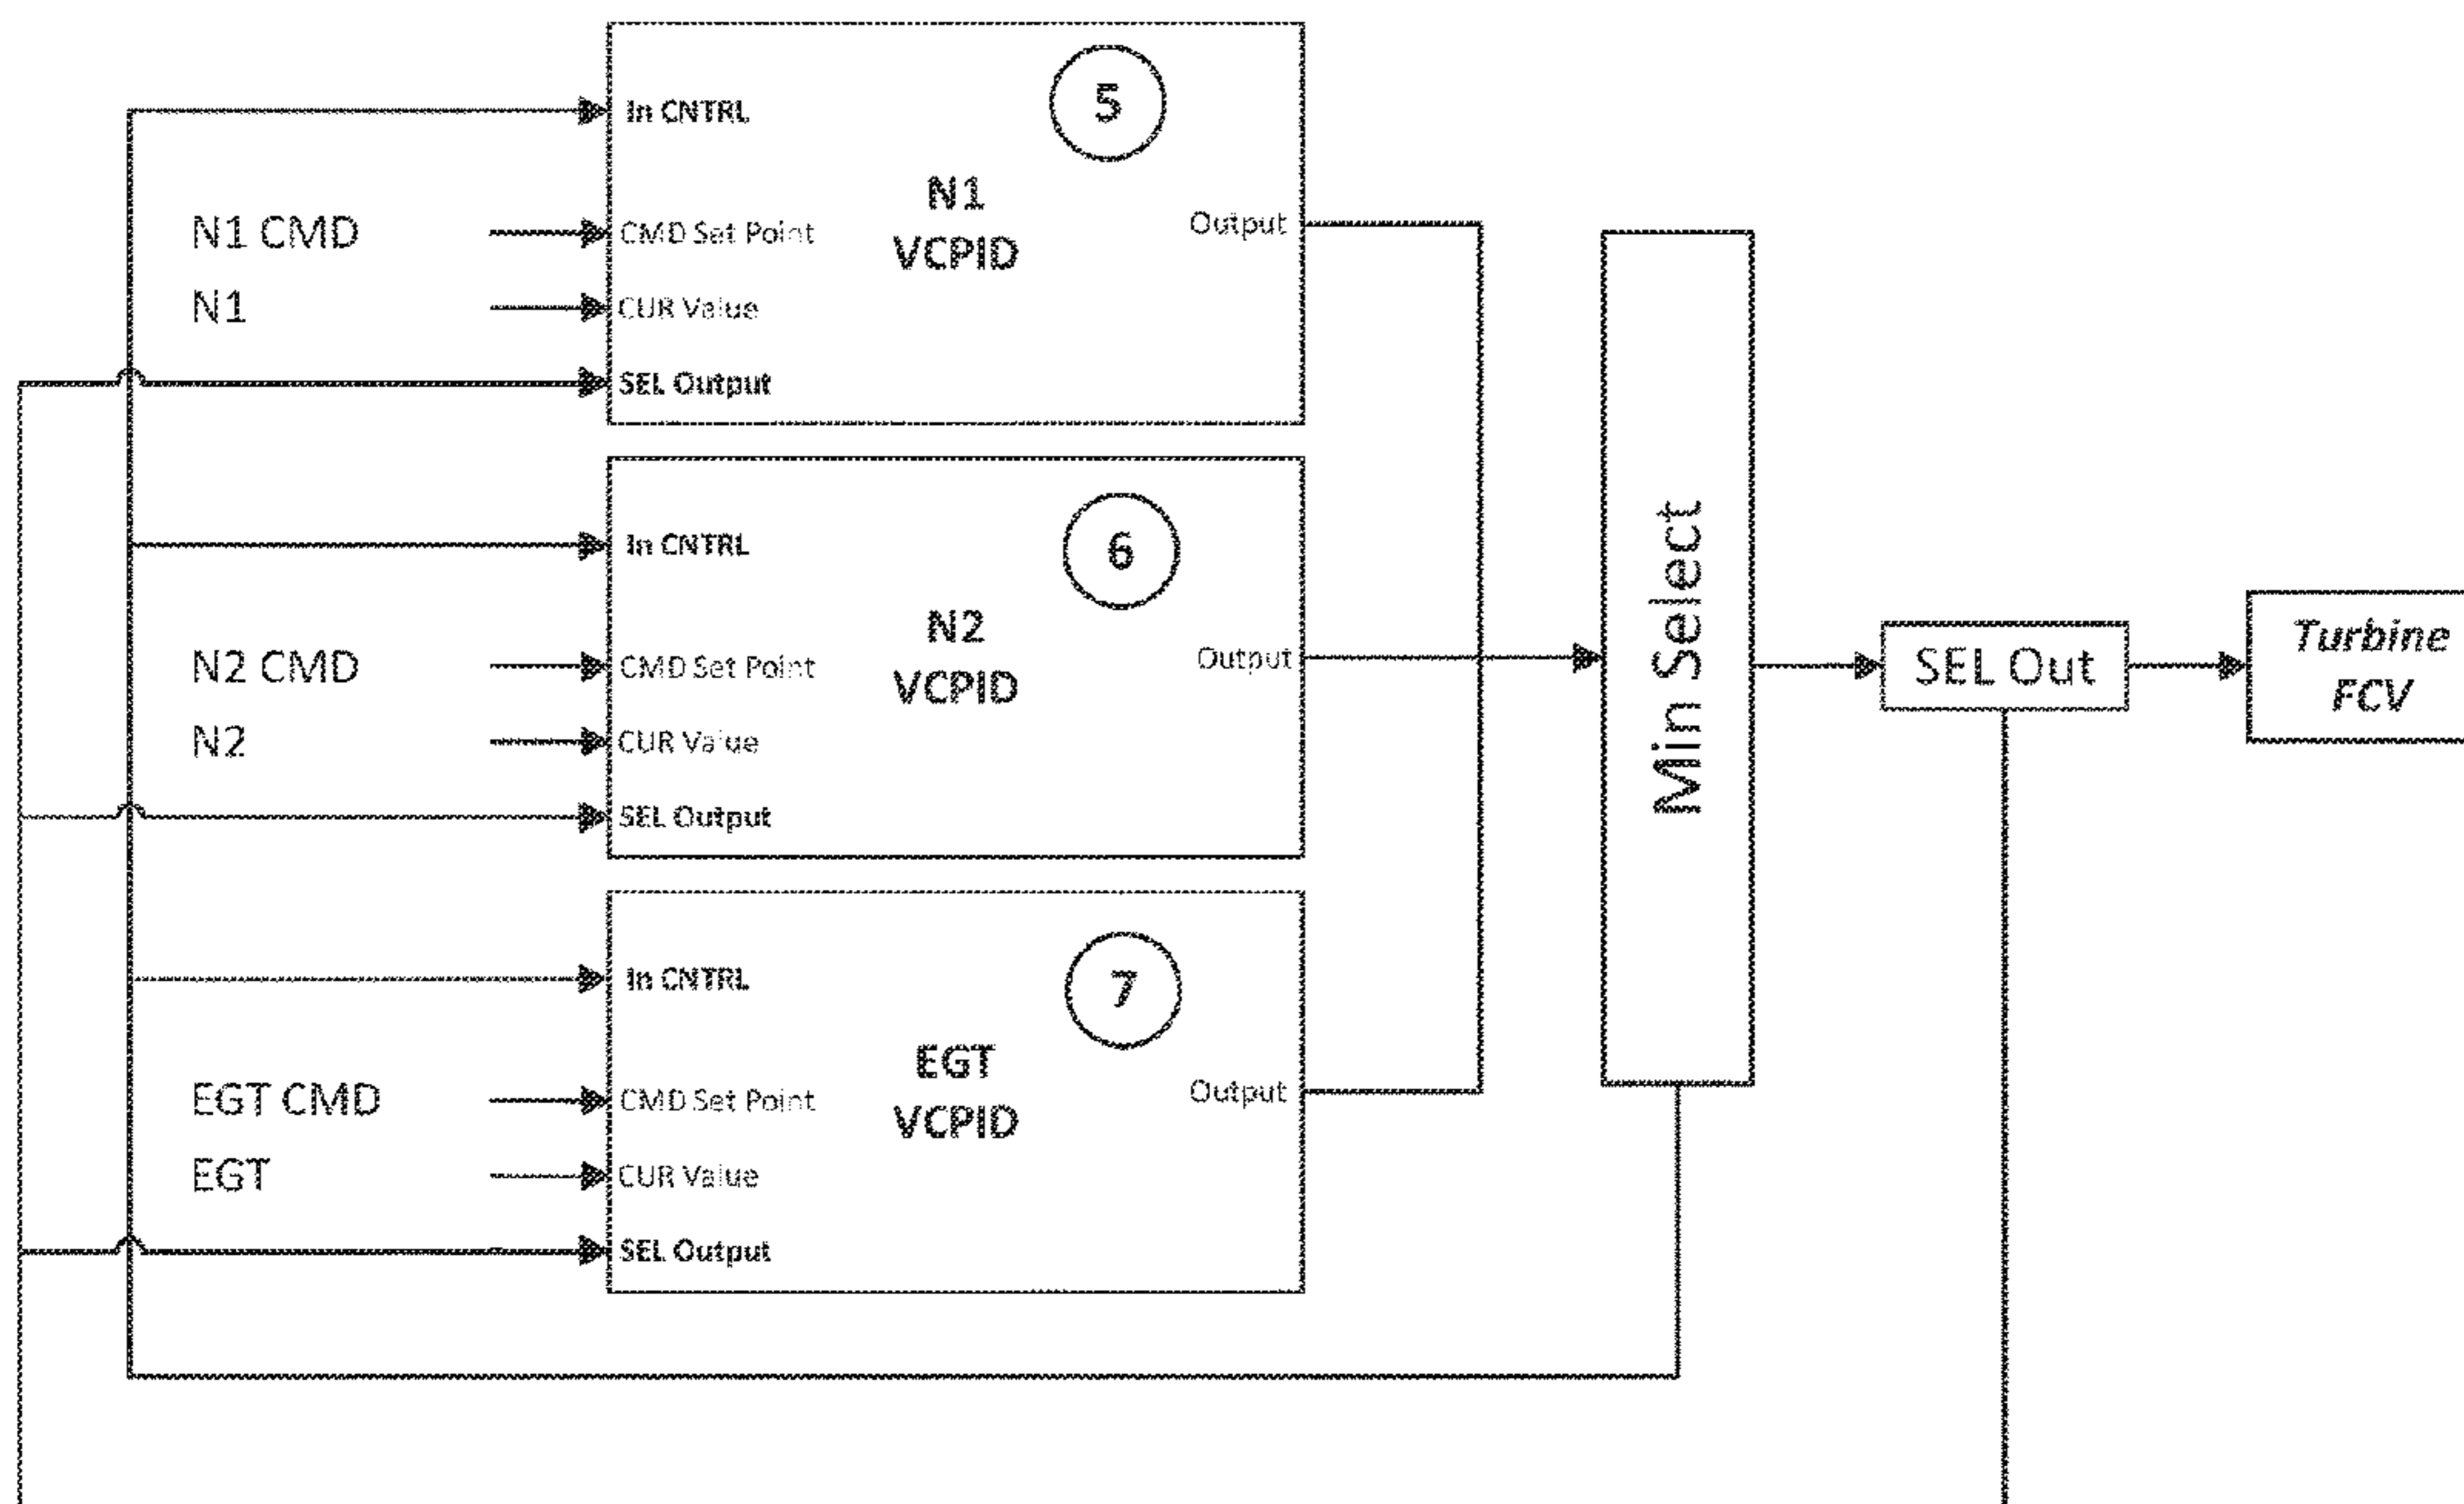 5
In CNTRL
N1
VCPID
N1 CMD
CMD Set Point
Output
N1
CUR Value
SEL Output
6
In CNTRL
N2
VCPID
N2 CMD
CMD Set Point
Output
N2
CUR Value
SEL Output
7
In CNTRL
EGT
VCPID
EGT CMD
CMD Set Point
Output
EGT
CUR Value
SEL Output
Min Select
SEL Out
Turbine
FCV